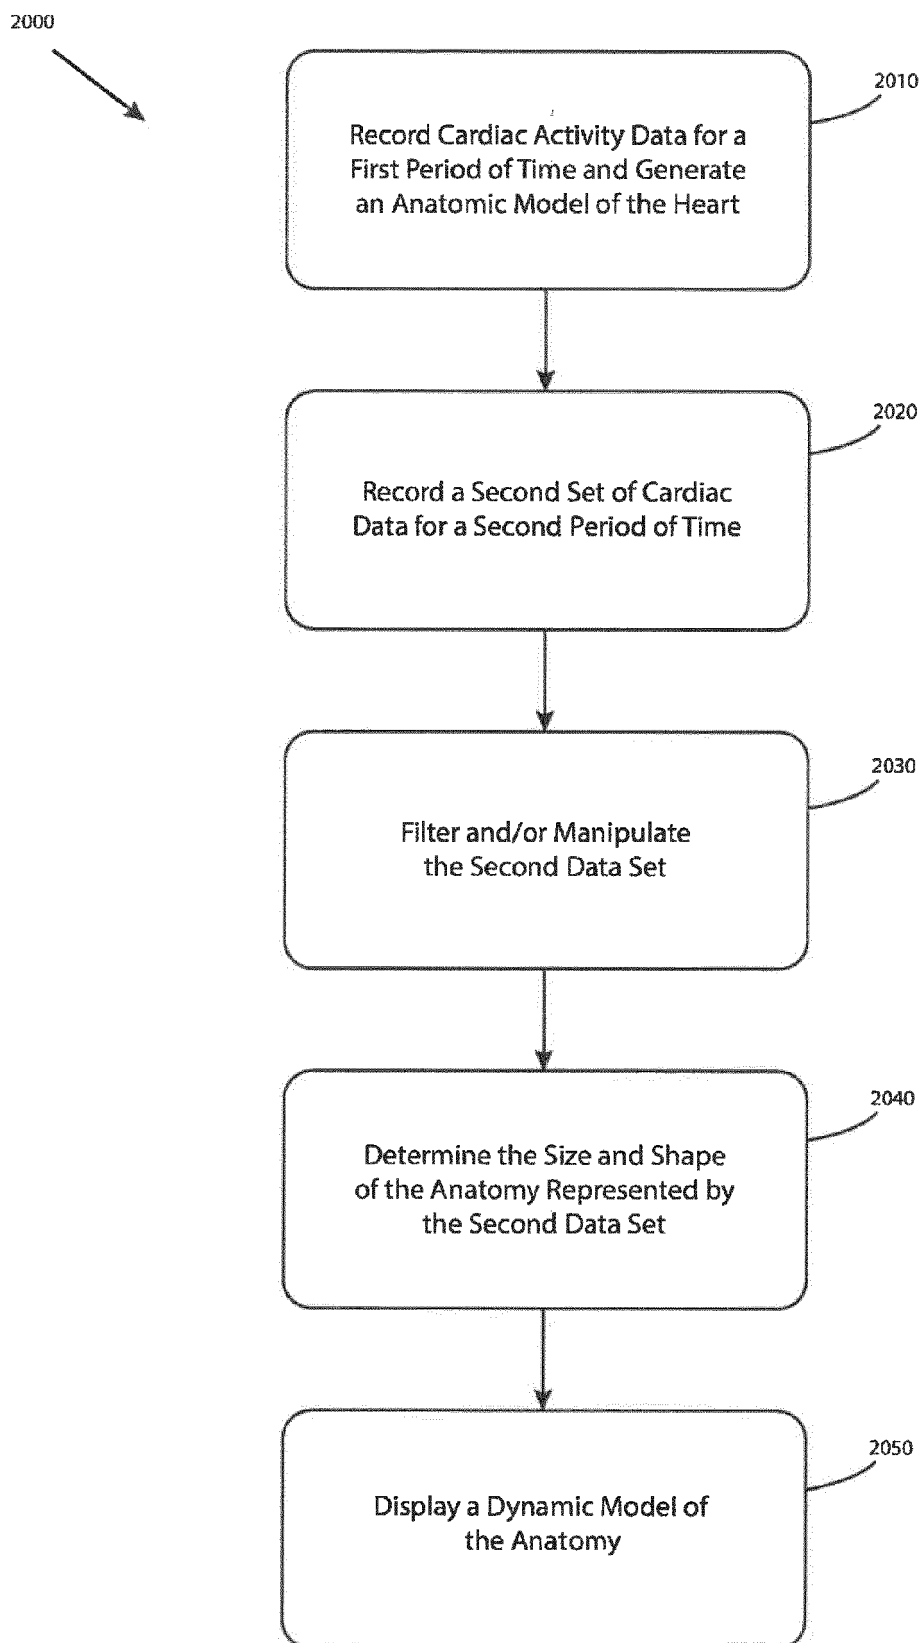 2000
2010
Record Cardiac Activity Data for a
First Period of Time and Generate
an Anatomic Model of the Heart
2020
Record a Second Set of Cardiac
Data for a Second Period of Time
2030
Filter and/or Manipulate
the Second Data Set
2040
Determine the Size and Shape
of the Anatomy Represented by
the Second Data Set
2050
Display a Dynamic Model of
the Anatomy